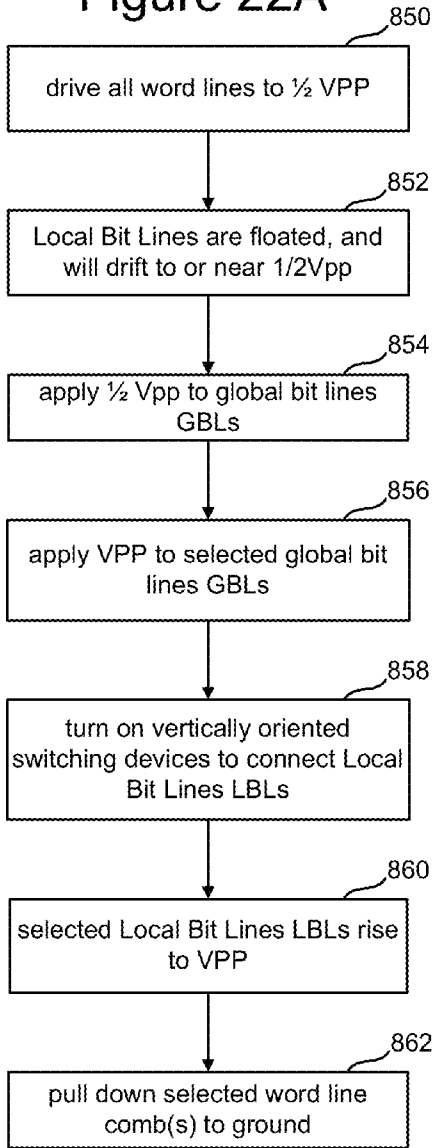 Figure 22A
850
drive all word lines to ½ VPP
852
Local Bit Lines are floated, and
will drift to or near 1/2Vpp
854
apply ½ Vpp to global bit lines
GBLs
856
apply VPP to selected global bit
lines GBLs
858
turn on vertically oriented
switching devices to connect Local
Bit Lines LBLs
860
selected Local Bit Lines LBLs rise
to VPP
862
pull down selected word line
comb(s) to ground